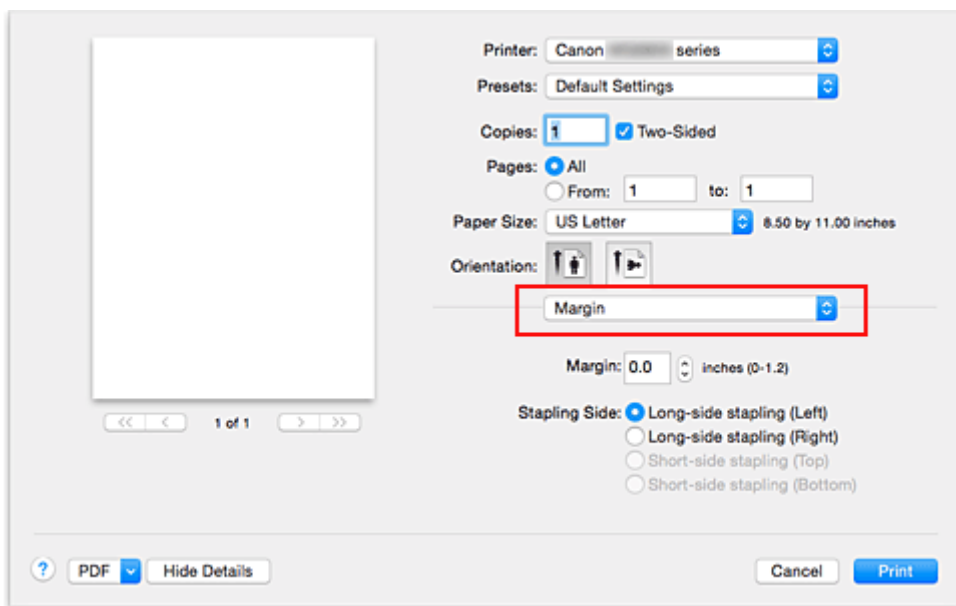 Printer: Canon series
Presets: Default Settings
Copies: 1 Two-Sided
Pages: All
From: 1 to: 1
Paper Size: US Letter 8.50 by 11.00 inches
Orientation:
Margin
Margin: 0.0 inches (0-1.2)
Stapling Side: Long-side stapling (Left)
Long-side stapling (Right)
Short-side stapling (Top)
Short-side stapling (Bottom)
<< < 1 of 1 > >>
? PDF Hide Details Cancel Print